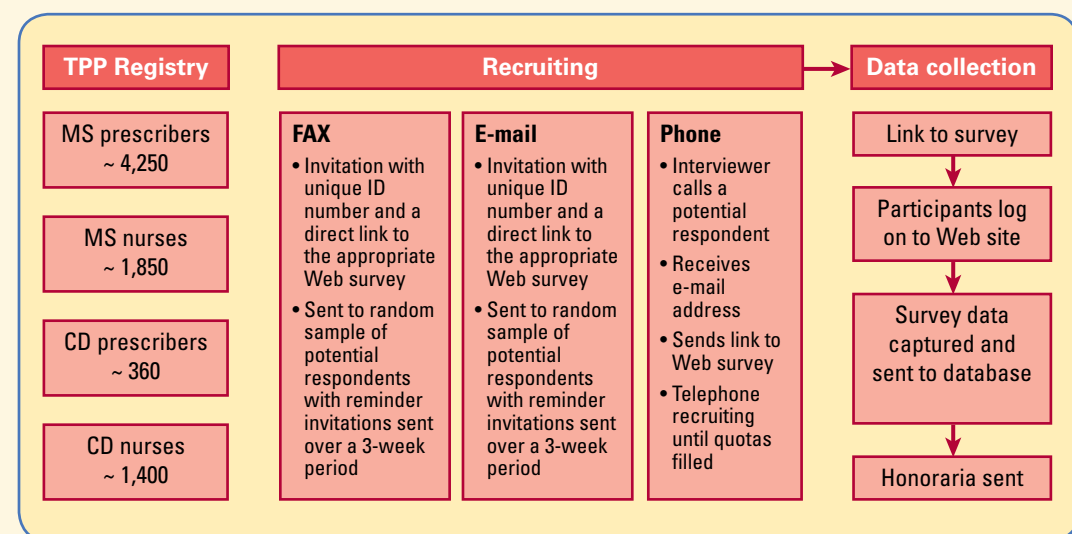 TPP Registry
Recruiting
Data collection
MS prescribers
~ 4,250
MS nurses
~ 1,850
CD prescribers
~ 360
CD nurses
~ 1,400
FAX
• Invitation with
unique ID
number and a
direct link to
the appropriate
Web survey
• Sent to random
sample of
potential
respondents
with reminder
invitations sent
over a 3-week
period
E-mail
• Invitation with
unique ID
number and a
direct link to
the appropriate
Web survey
• Sent to random
sample of
potential
respondents
with reminder
invitations sent
over a 3-week
period
Phone
• Interviewer
calls a
potential
respondent
• Receives
e-mail
address
• Sends link to
Web survey
• Telephone
recruiting
until quotas
filled
Link to survey
Participants log
on to Web site
Survey data
captured and
sent to database
Honoraria sent